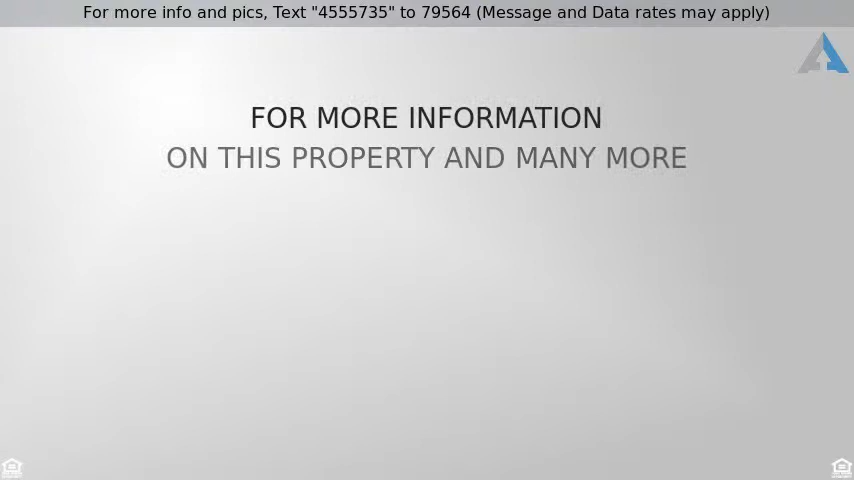 For more info and pics, Text "4555735" to 79564 (Message and Data rates may apply)
FOR MORE INFORMATION
ON THIS PROPERTY AND MANY MORE